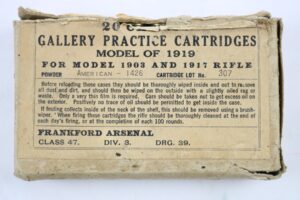 20 C
GALLERY PRACTICE CARTRIDGES
MODEL OF 1919
FOR MODEL 1903 AND 1917 RIFLE
POWDER AMERICAN - 1426 CARTRIDGE LOT No. 307
Before reloading these cases they should be thoroughly wiped inside and out to remove
all dust and dirt, and should then be wiped on the outside with a slightly oiled rag or
waste. Only a very thin film is required. Care should be taken not to get excess oil on
the exterior. Positively no trace of oil should be permitted to get inside the case.
If fouling collects inside of the neck of the shell, this should be removed by using a brush-
wiper. When firing these cartridges the rifle should be thoroughly cleaned at the end of
each day's firing, or at the completion of each 100 rounds.
FRANKFORD ARSENAL
CLASS 47. DIV. 3. DRG. 39.